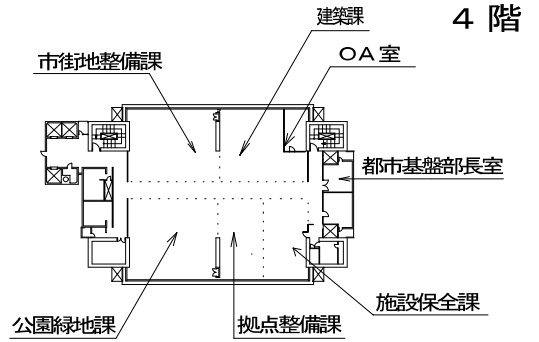 4 階
建築課
OA室
市街地整備課
都市基盤部長室
施設保全課
公園緑地課
拠点整備課